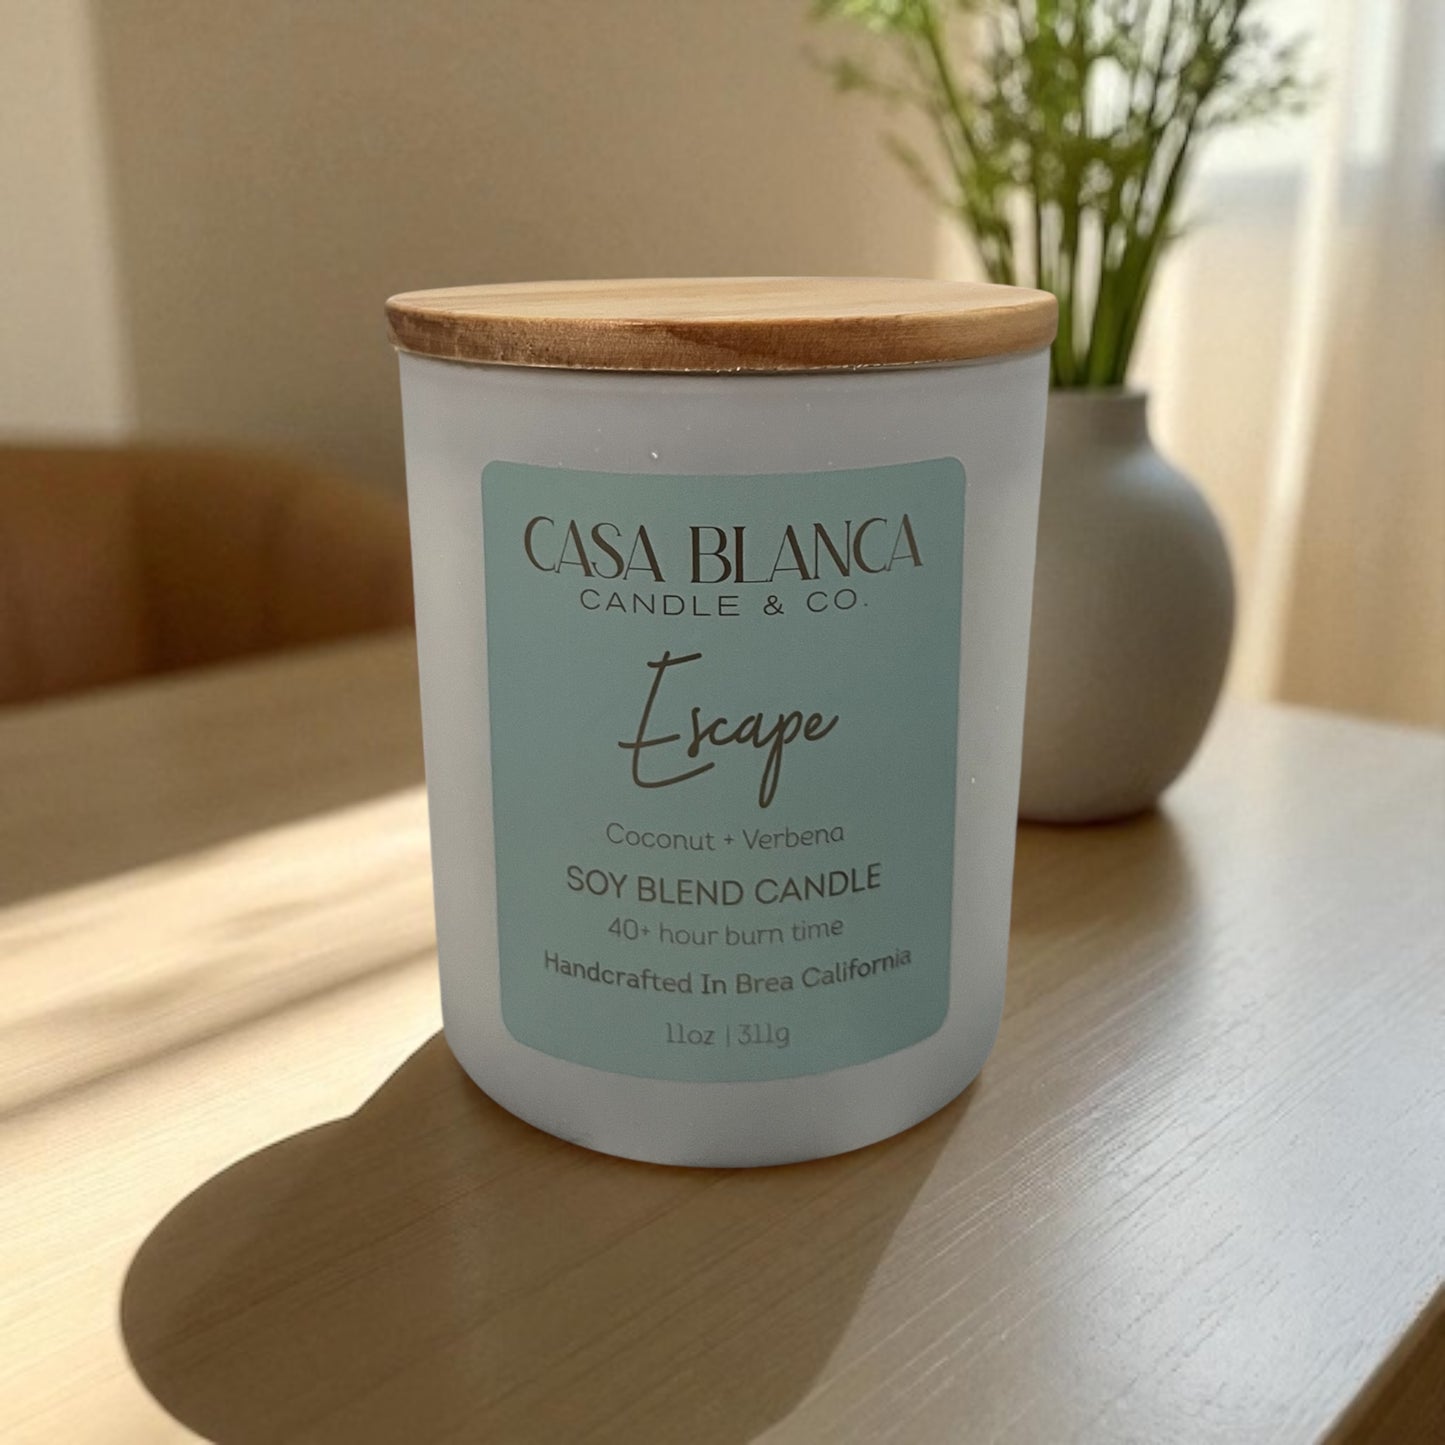 CASA BLANCA
CANDLE & CO.
Escape
Coconut + Verbena
SOY BLEND CANDLE
40+ hour burn time
Handcrafted In Brea California
11oz | 311g